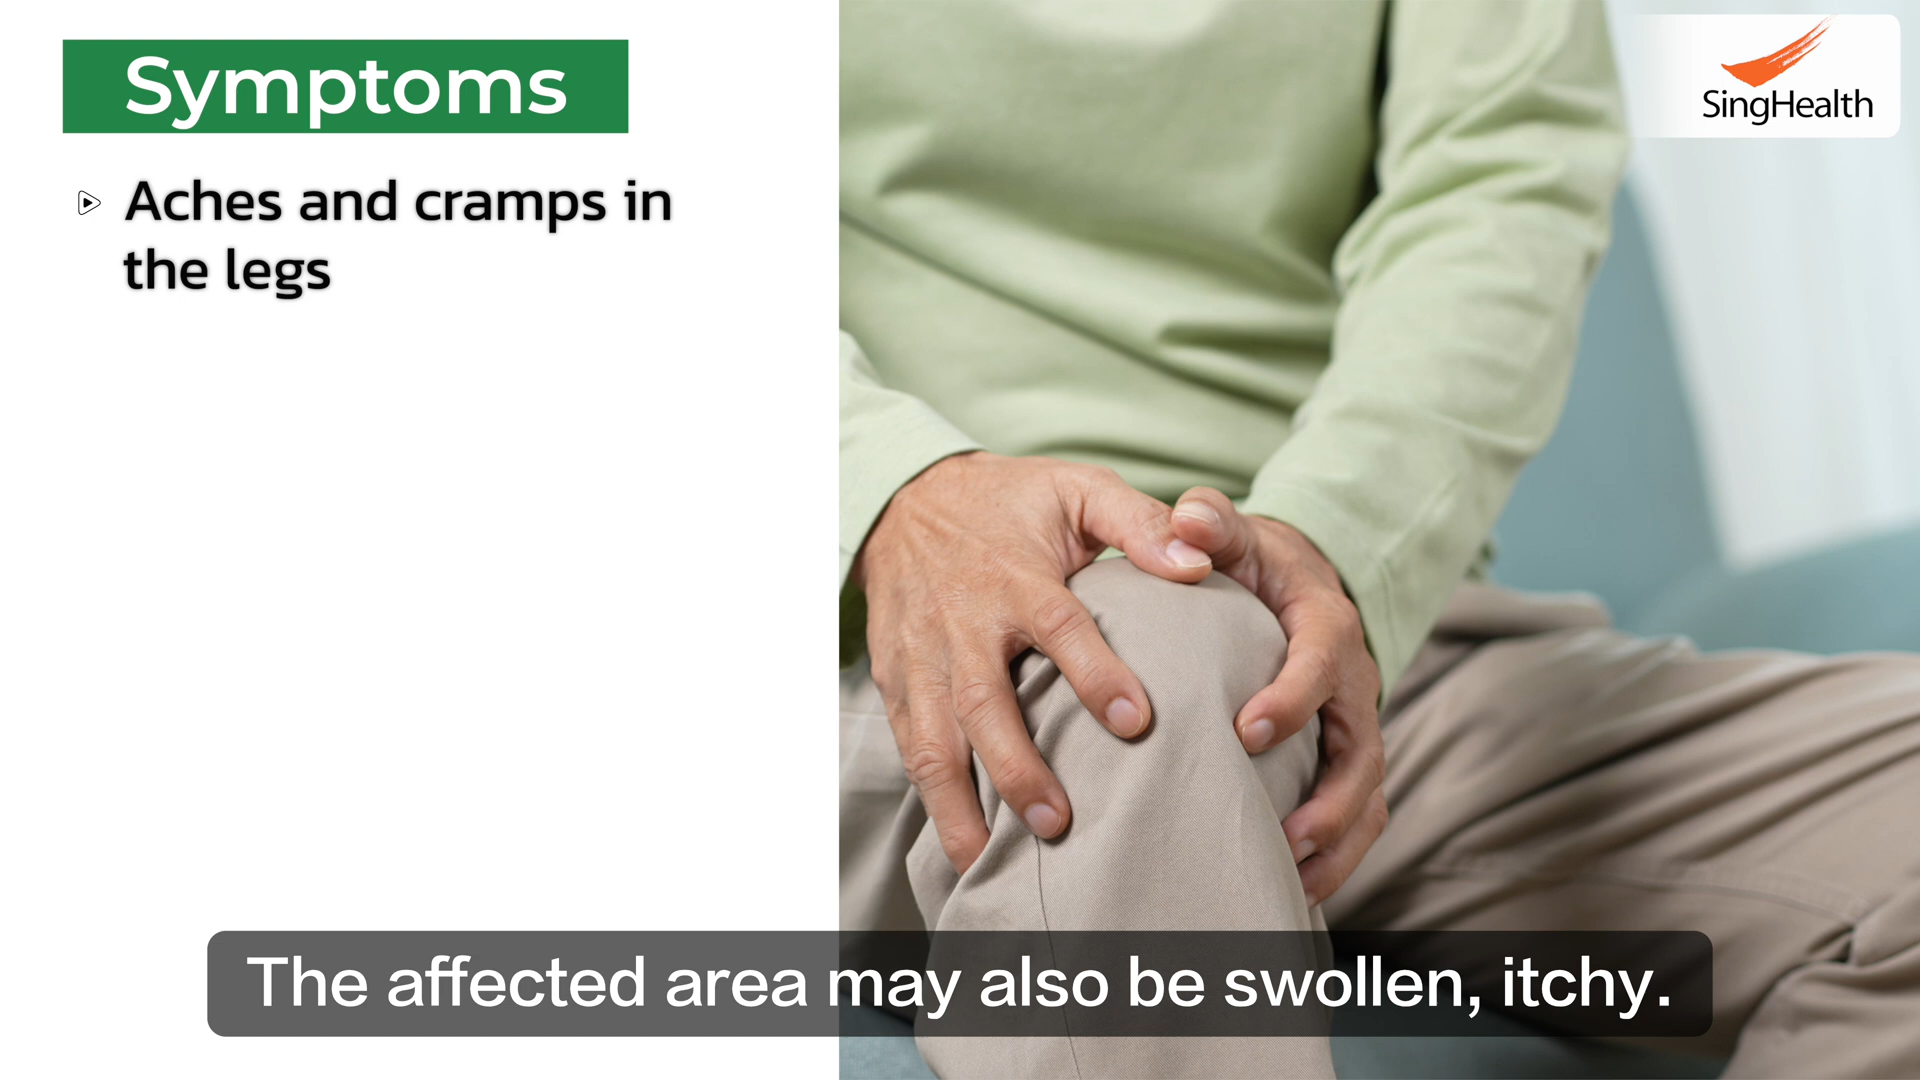 Symptoms
SingHealth
Aches and cramps in
the legs
The affected area may also be swollen, itchy.